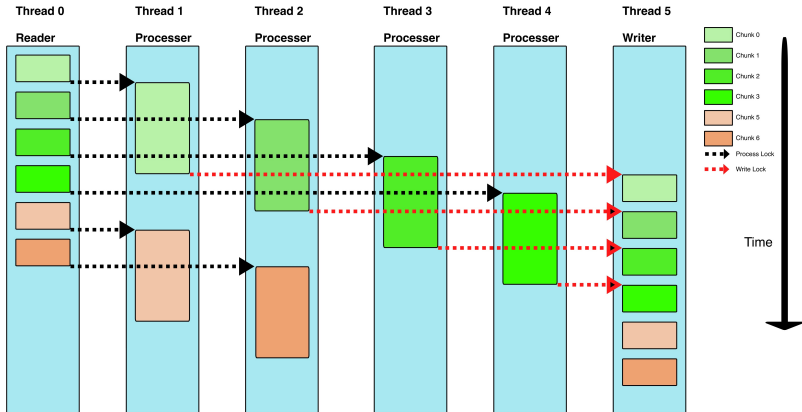 Thread 0
Thread 1
Thread 2
Thread 3
Thread 4
Thread 5
Reader
Processer
Processer
Processer
Processer
Writer
Chunk 0
Chunk 1
Chunk 2
Chunk 3
Chunk 5
Chunk 6
Process Lock
Write Lock
Time